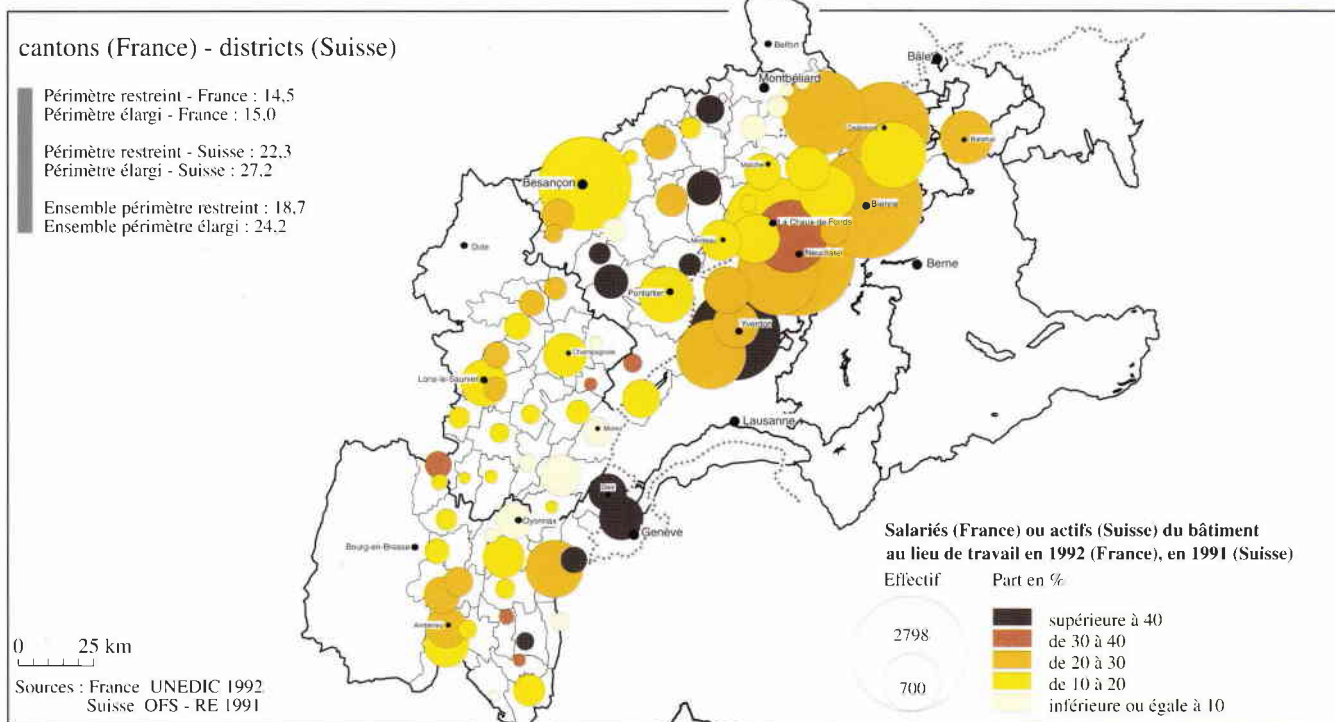 cantons (France) - districts (Suisse)
Périmètre restreint - France : 14,5
Périmètre élargi - France : 15,0
Périmètre restreint - Suisse : 22,3
Périmètre élargi - Suisse : 27,2
Ensemble périmètre restreint : 18,7
Ensemble périmètre élargi : 24,2
Belfort
Bâle
Montbéliard
Delémont
Maîche
Besançon
Bienne
La Chaux-de-Fonds
Morteau
Dole
Neuchâtel
Berne
Pontarlier
Yverdon
Champagnole
Lons-le-Saunier
Lausanne
Morez
Gex
Oyonnax
Genève
Bourg-en-Bresse
Ambérieu
0 25 km
Sources : France UNEDIC 1992
Suisse OFS - RE 1991
Salariés (France) ou actifs (Suisse) du bâtiment
au lieu de travail en 1992 (France), en 1991 (Suisse)
Effectif Part en %
2798
700
supérieure à 40
de 30 à 40
de 20 à 30
de 10 à 20
inférieure ou égale à 10